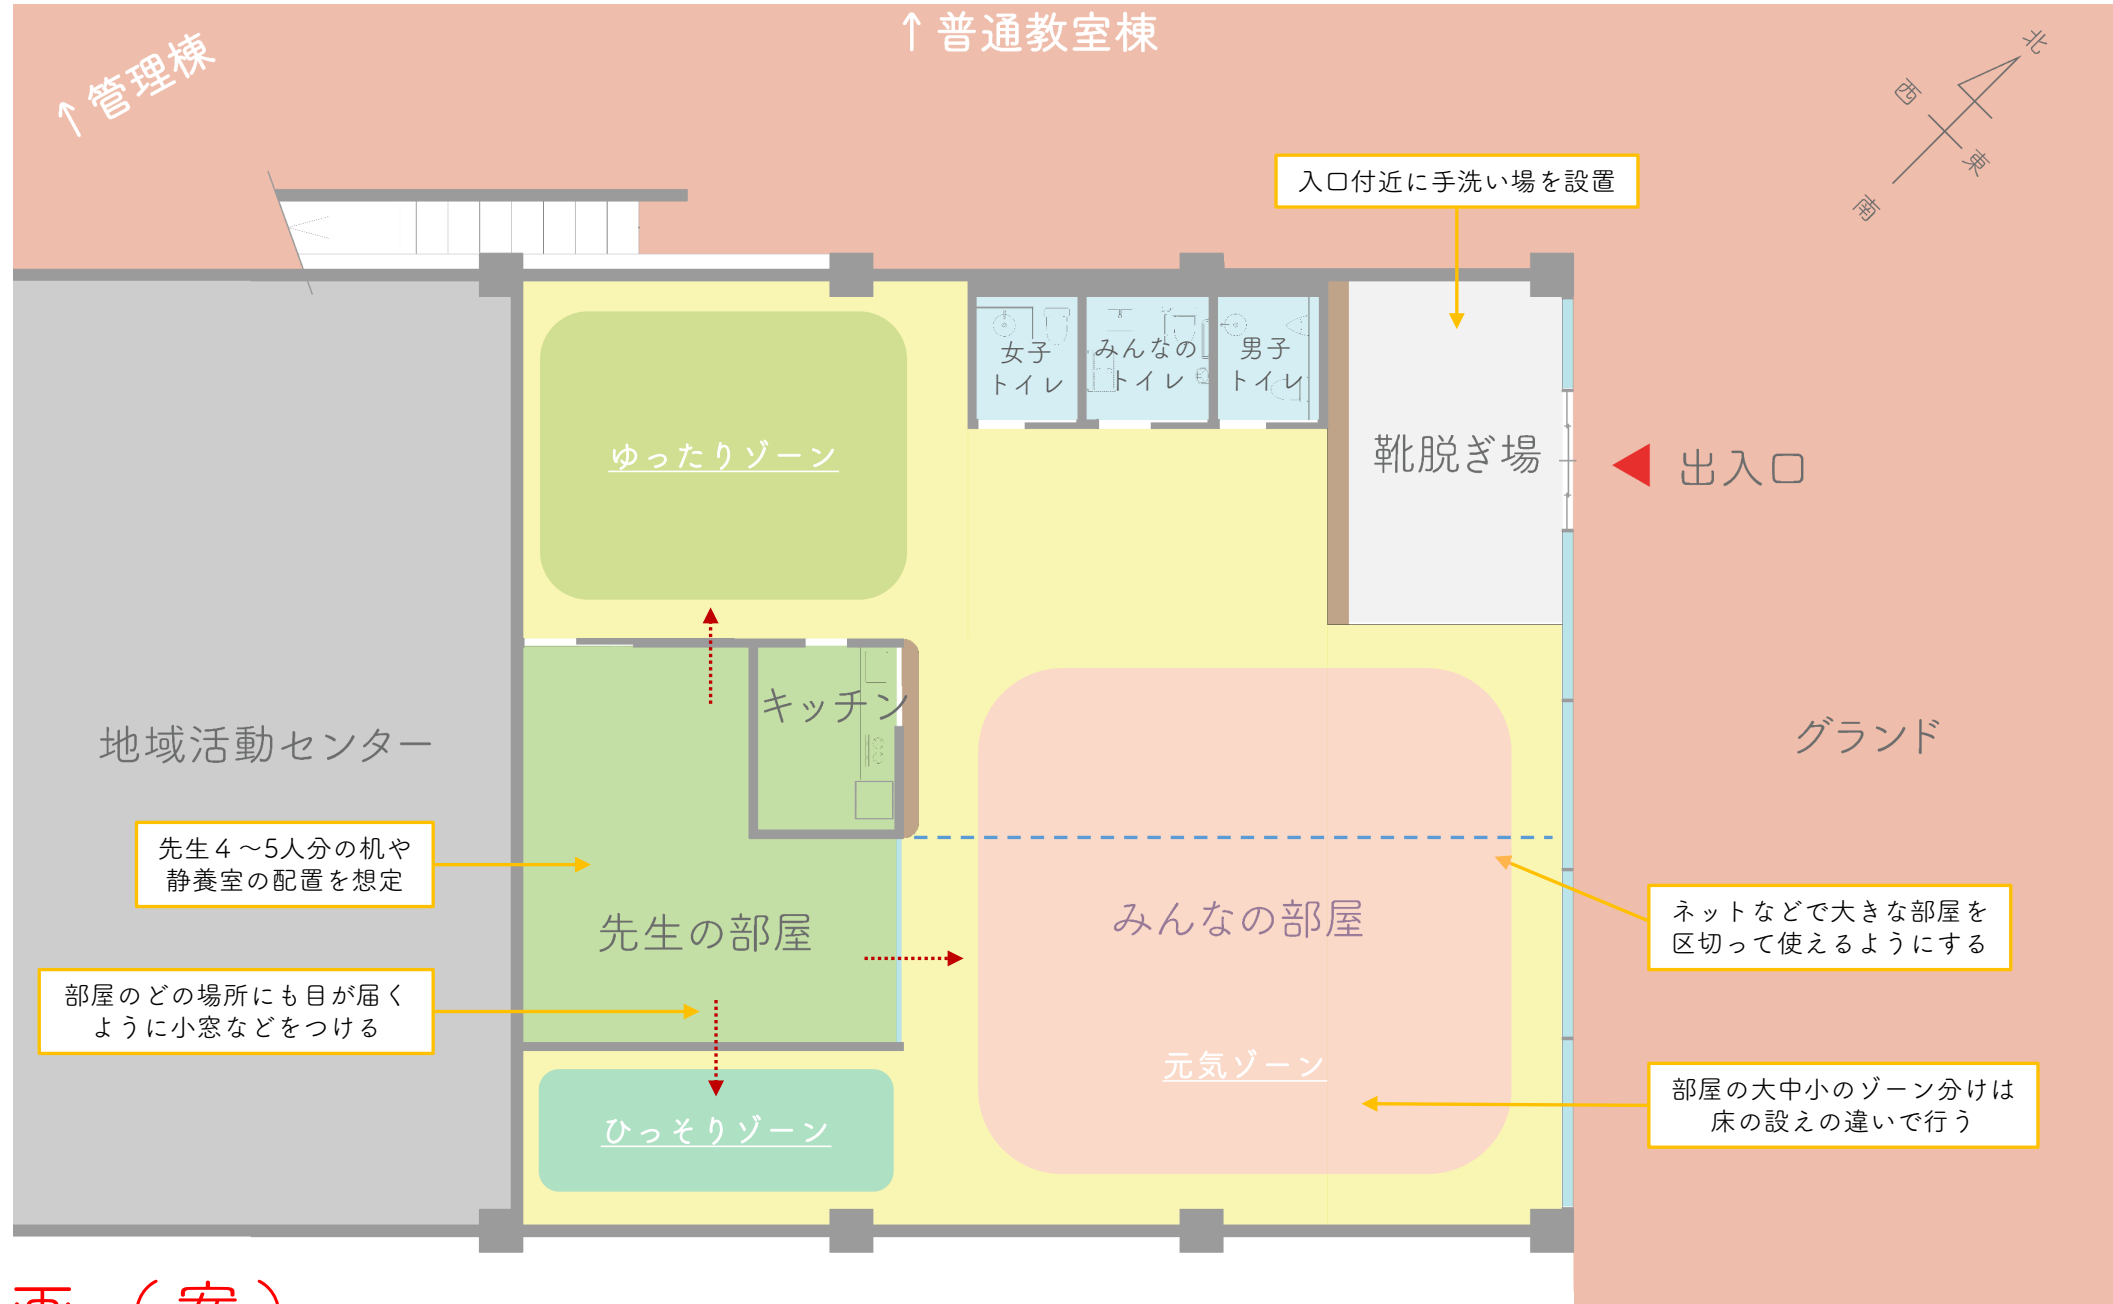 ↑普通教室棟
↑管理棟
北
西
東
南
入口付近に手洗い場を設置
女子
トイレ
みんなの
トイレ
男子
トイレ
ゆったりゾーン
靴脱ぎ場
出入口
キッチン
地域活動センター
グランド
先生4～5人分の机や
静養室の配置を想定
先生の部屋
みんなの部屋
ネットなどで大きな部屋を
区切って使えるようにする
部屋のどの場所にも目が届く
ように小窓などをつける
元気ゾーン
部屋の大中小のゾーン分けは
床の設えの違いで行う
ひっそりゾーン
（案）